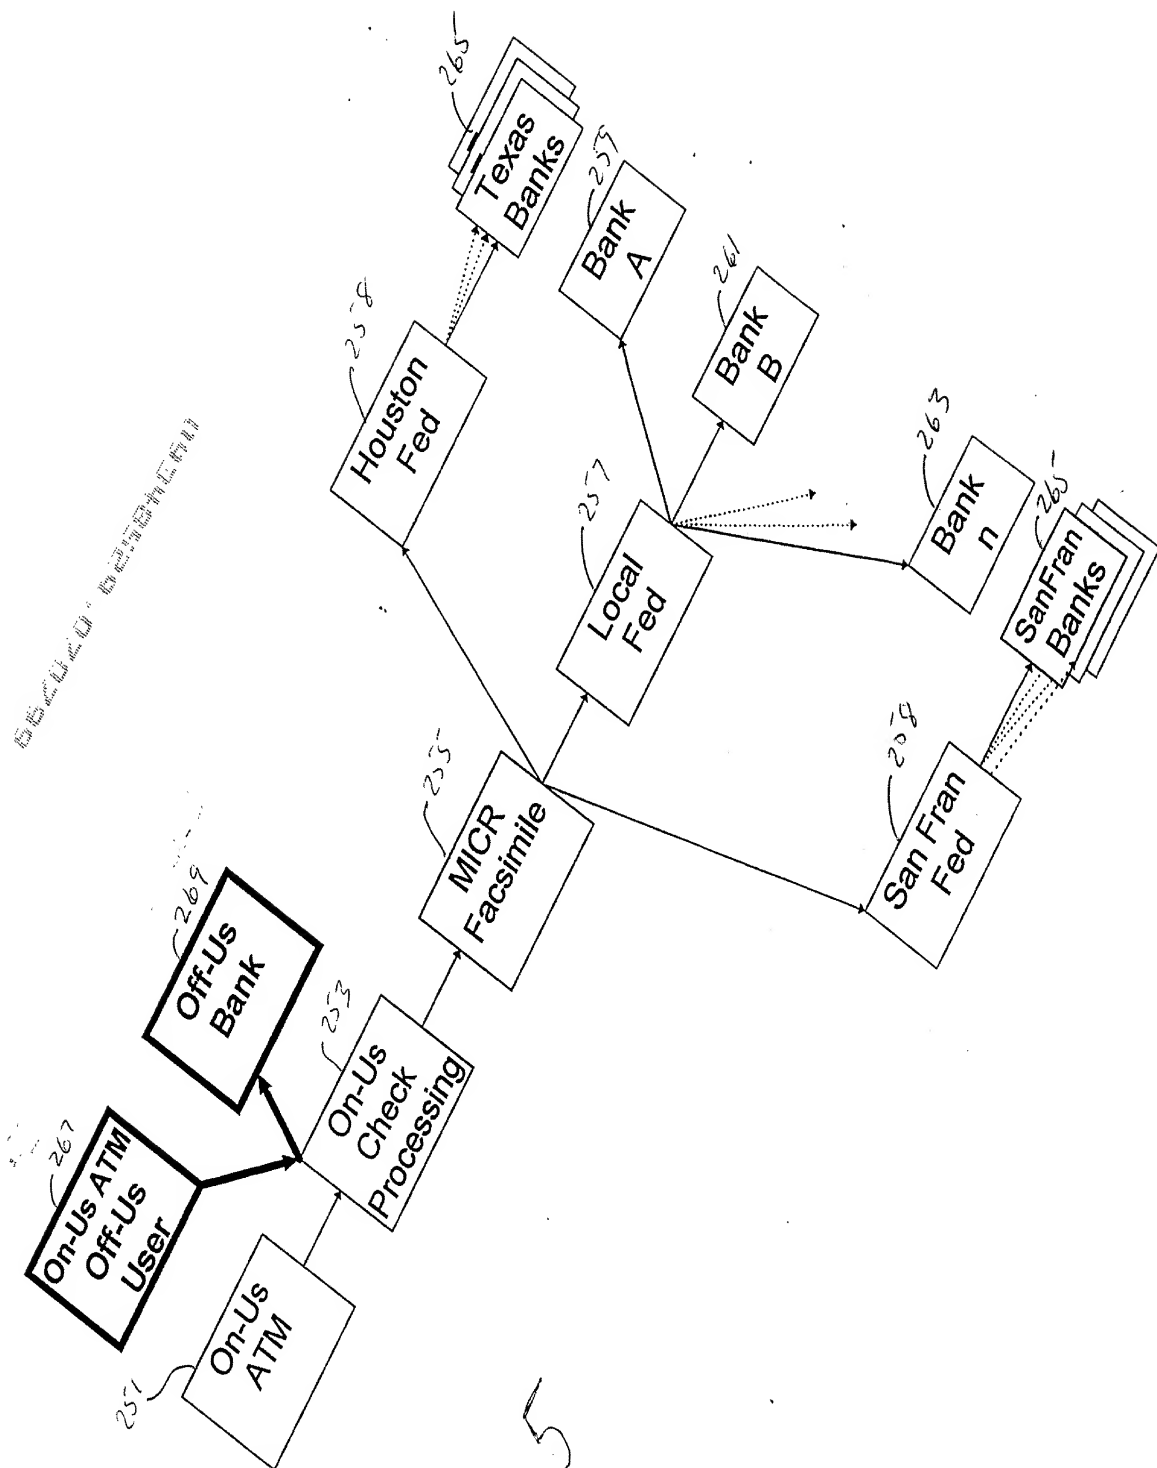 265
Texas
Banks
259
Bank
A
258
Houston
Fed
261
Bank
B
257
Local
Fed
263
Bank
n
265
SanFran
Banks
258
San Fran
Fed
255
MICR
Facsimile
269
Off-Us
Bank
253
On-Us
Check
Processing
267
On-Us ATM
Off-Us
User
251
On-Us
ATM
5